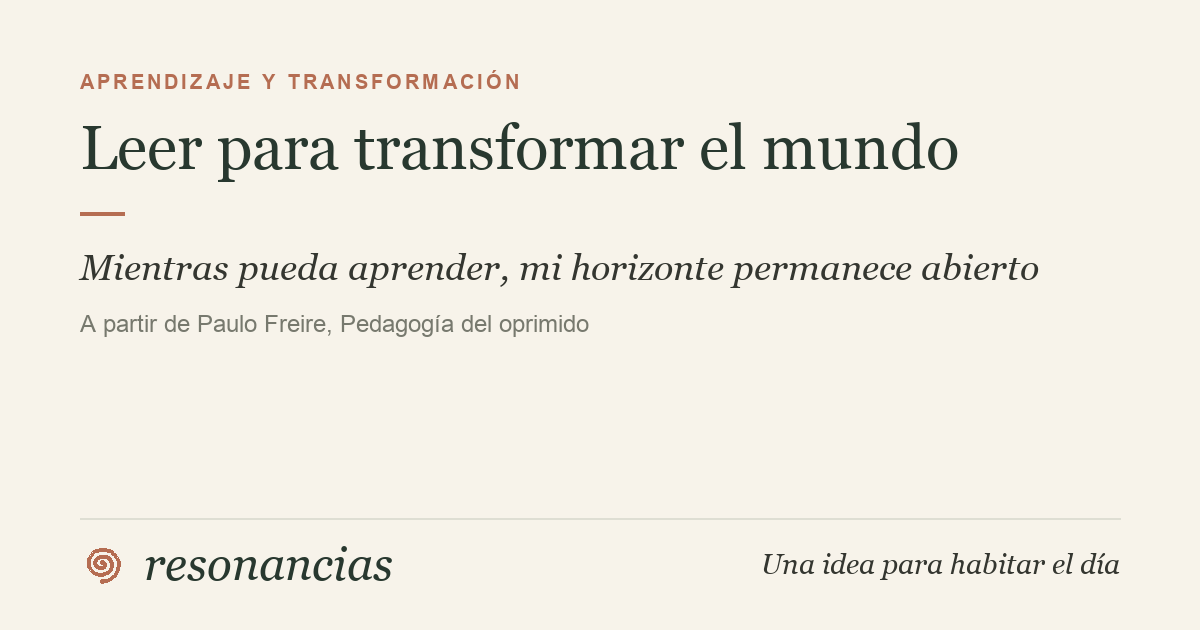 APRENDIZAJE Y TRANSFORMACIÓN
Leer para transformar el mundo
Mientras pueda aprender, mi horizonte permanece abierto
A partir de Paulo Freire, Pedagogía del oprimido
resonancias
Una idea para habitar el día